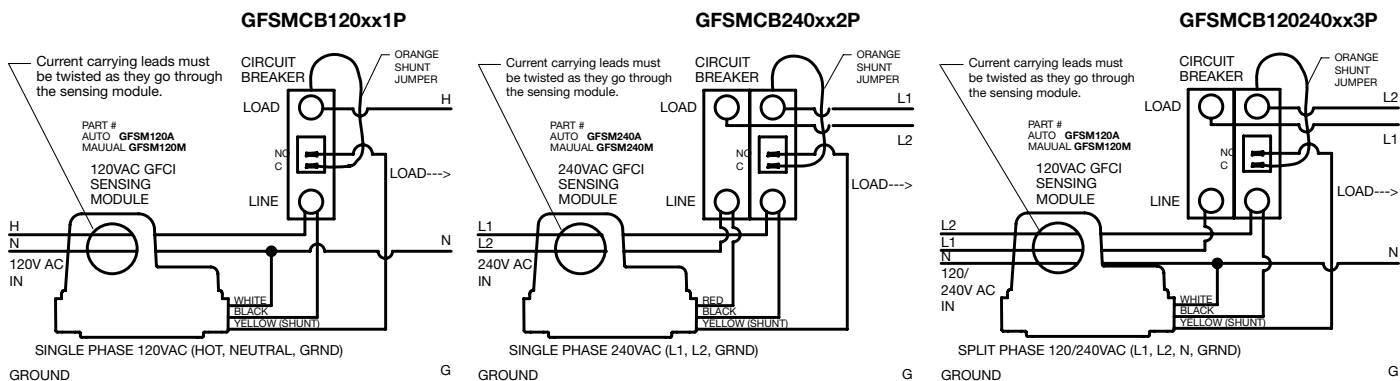 GFSMCB120xx1P
Current carrying leads must
be twisted as they go through
the sensing module.
CIRCUIT
BREAKER
ORANGE
SHUNT
JUMPER
LOAD
H
PART #
AUTO GFSM120A
MAUUAL GFSM120M
NO
C
120VAC GFCI
SENSING
MODULE
LOAD--->
LINE
H
N
N
120V AC
IN
WHITE
BLACK
YELLOW (SHUNT)
SINGLE PHASE 120VAC (HOT, NEUTRAL, GRND)
GROUND
G
GFSMCB240xx2P
Current carrying leads must
be twisted as they go through
the sensing module.
CIRCUIT
BREAKER
ORANGE
SHUNT
JUMPER
LOAD
L1
L2
PART #
AUTO GFSM240A
MAUUAL GFSM240M
NO
C
240VAC GFCI
SENSING
MODULE
LOAD--->
LINE
L1
L2
240V AC
IN
RED
BLACK
YELLOW (SHUNT)
SINGLE PHASE 240VAC (L1, L2, GRND)
GROUND
G
GFSMCB120240xx3P
Current carrying leads must
be twisted as they go through
the sensing module.
CIRCUIT
BREAKER
ORANGE
SHUNT
JUMPER
LOAD
L2
L1
PART #
AUTO GFSM120A
MAUUAL GFSM120M
NO
C
120VAC GFCI
SENSING
MODULE
LOAD--->
LINE
L2
L1
N
N
120/
240V AC
IN
WHITE
BLACK
YELLOW (SHUNT)
SPLIT PHASE 120/240VAC (L1, L2, N, GRND)
GROUND
G